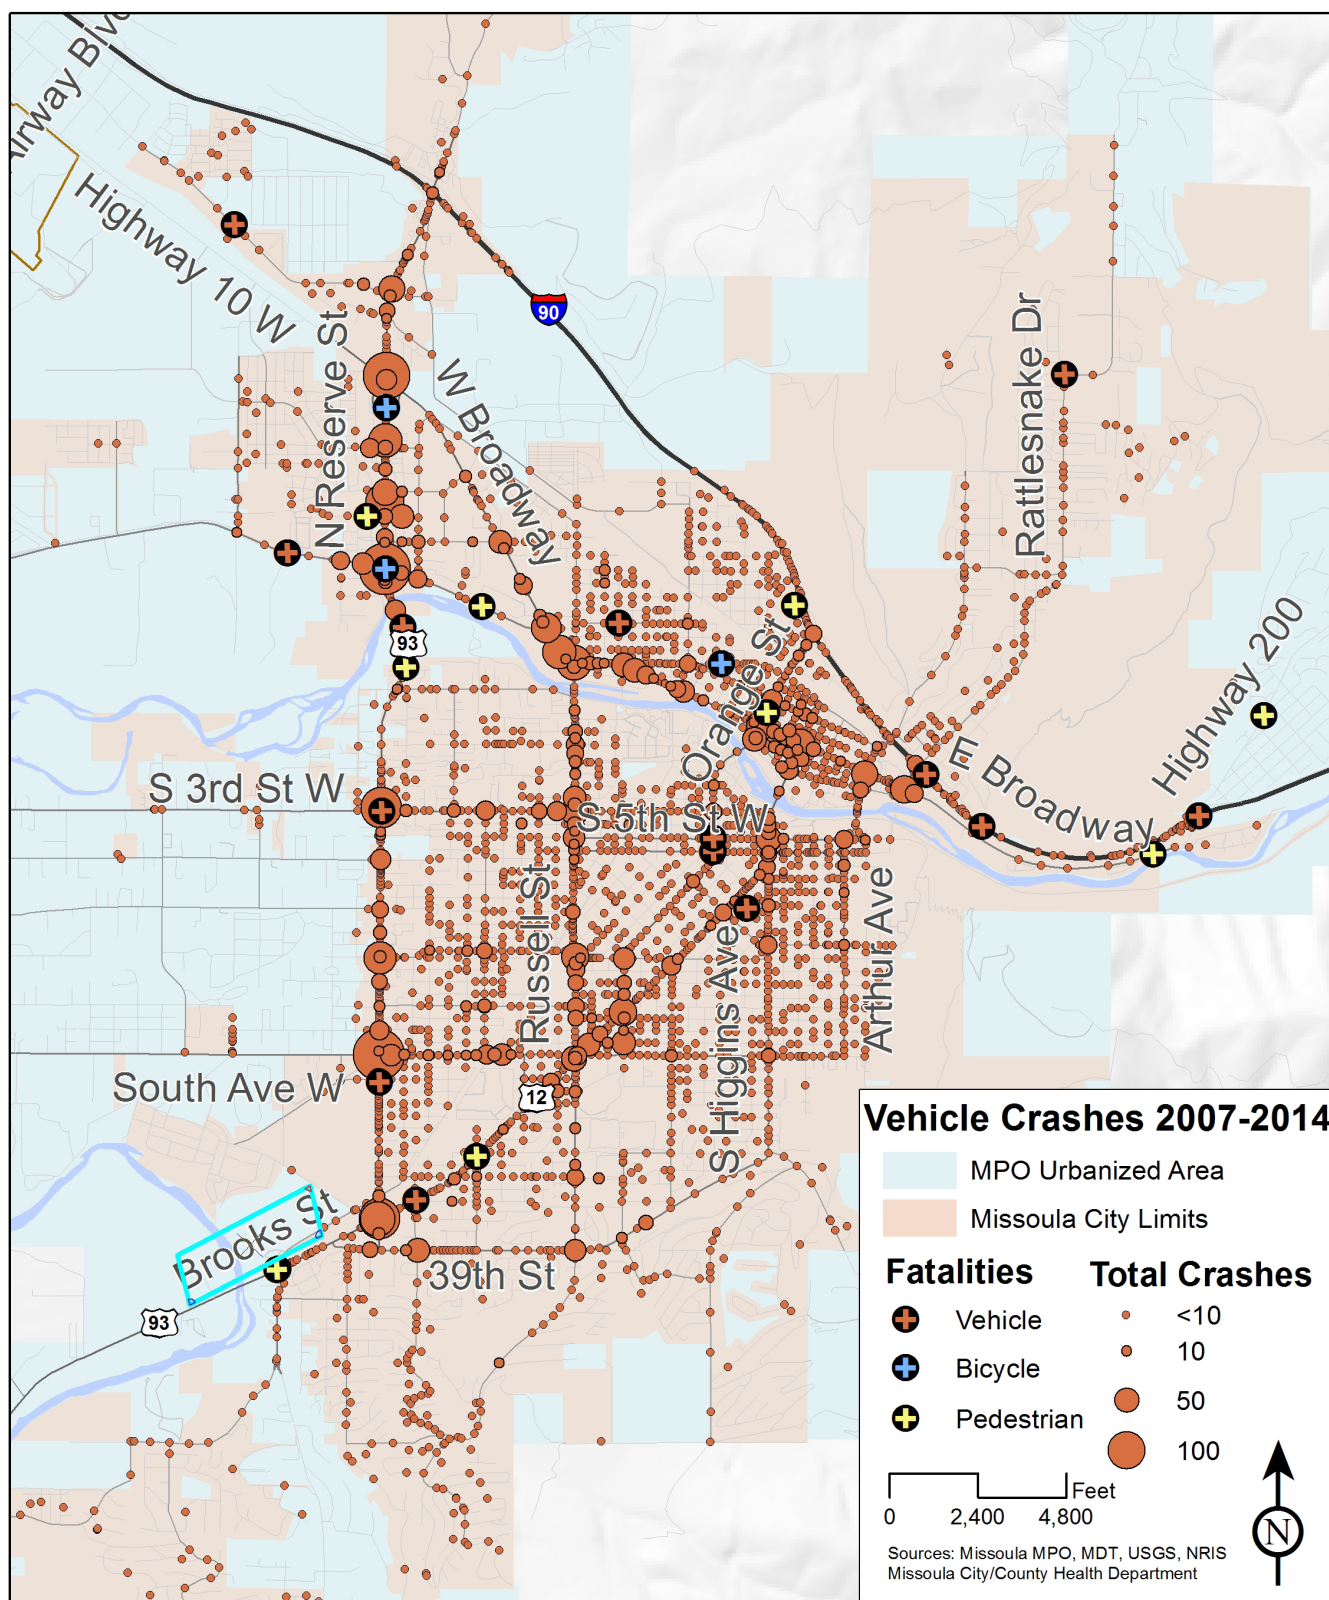 Airway Blvd
Highway 10 W
90
N Reserve St
W Broadway
Rattlesnake Dr
93
Orange St
Highway 200
E Broadway
S 3rd St W
S 5th St W
Russell St
S Higgins Ave
Arthur Ave
South Ave W
12
Brooks St
39th St
93
Vehicle Crashes 2007-2014
MPO Urbanized Area
Missoula City Limits
Fatalities
Vehicle
Bicycle
Pedestrian
Total Crashes
<10
10
50
100
Feet
0 2,400 4,800
N
Sources: Missoula MPO, MDT, USGS, NRIS
Missoula City/County Health Department